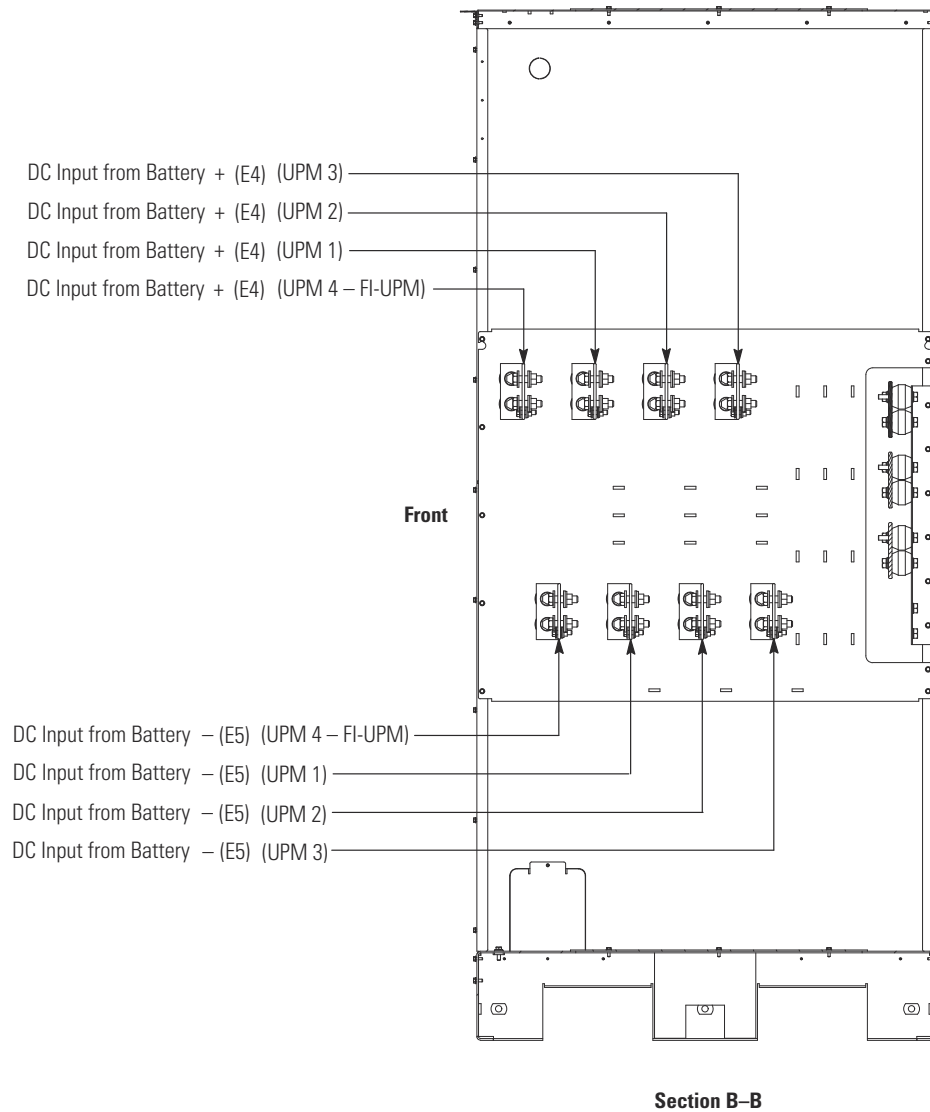 DC Input from Battery + (E4) (UPM 3)
DC Input from Battery + (E4) (UPM 2)
DC Input from Battery + (E4) (UPM 1)
DC Input from Battery + (E4) (UPM 4 – FI-UPM)
Front
DC Input from Battery – (E5) (UPM 4 – FI-UPM)
DC Input from Battery – (E5) (UPM 1)
DC Input from Battery – (E5) (UPM 2)
DC Input from Battery – (E5) (UPM 3)
Section B–B